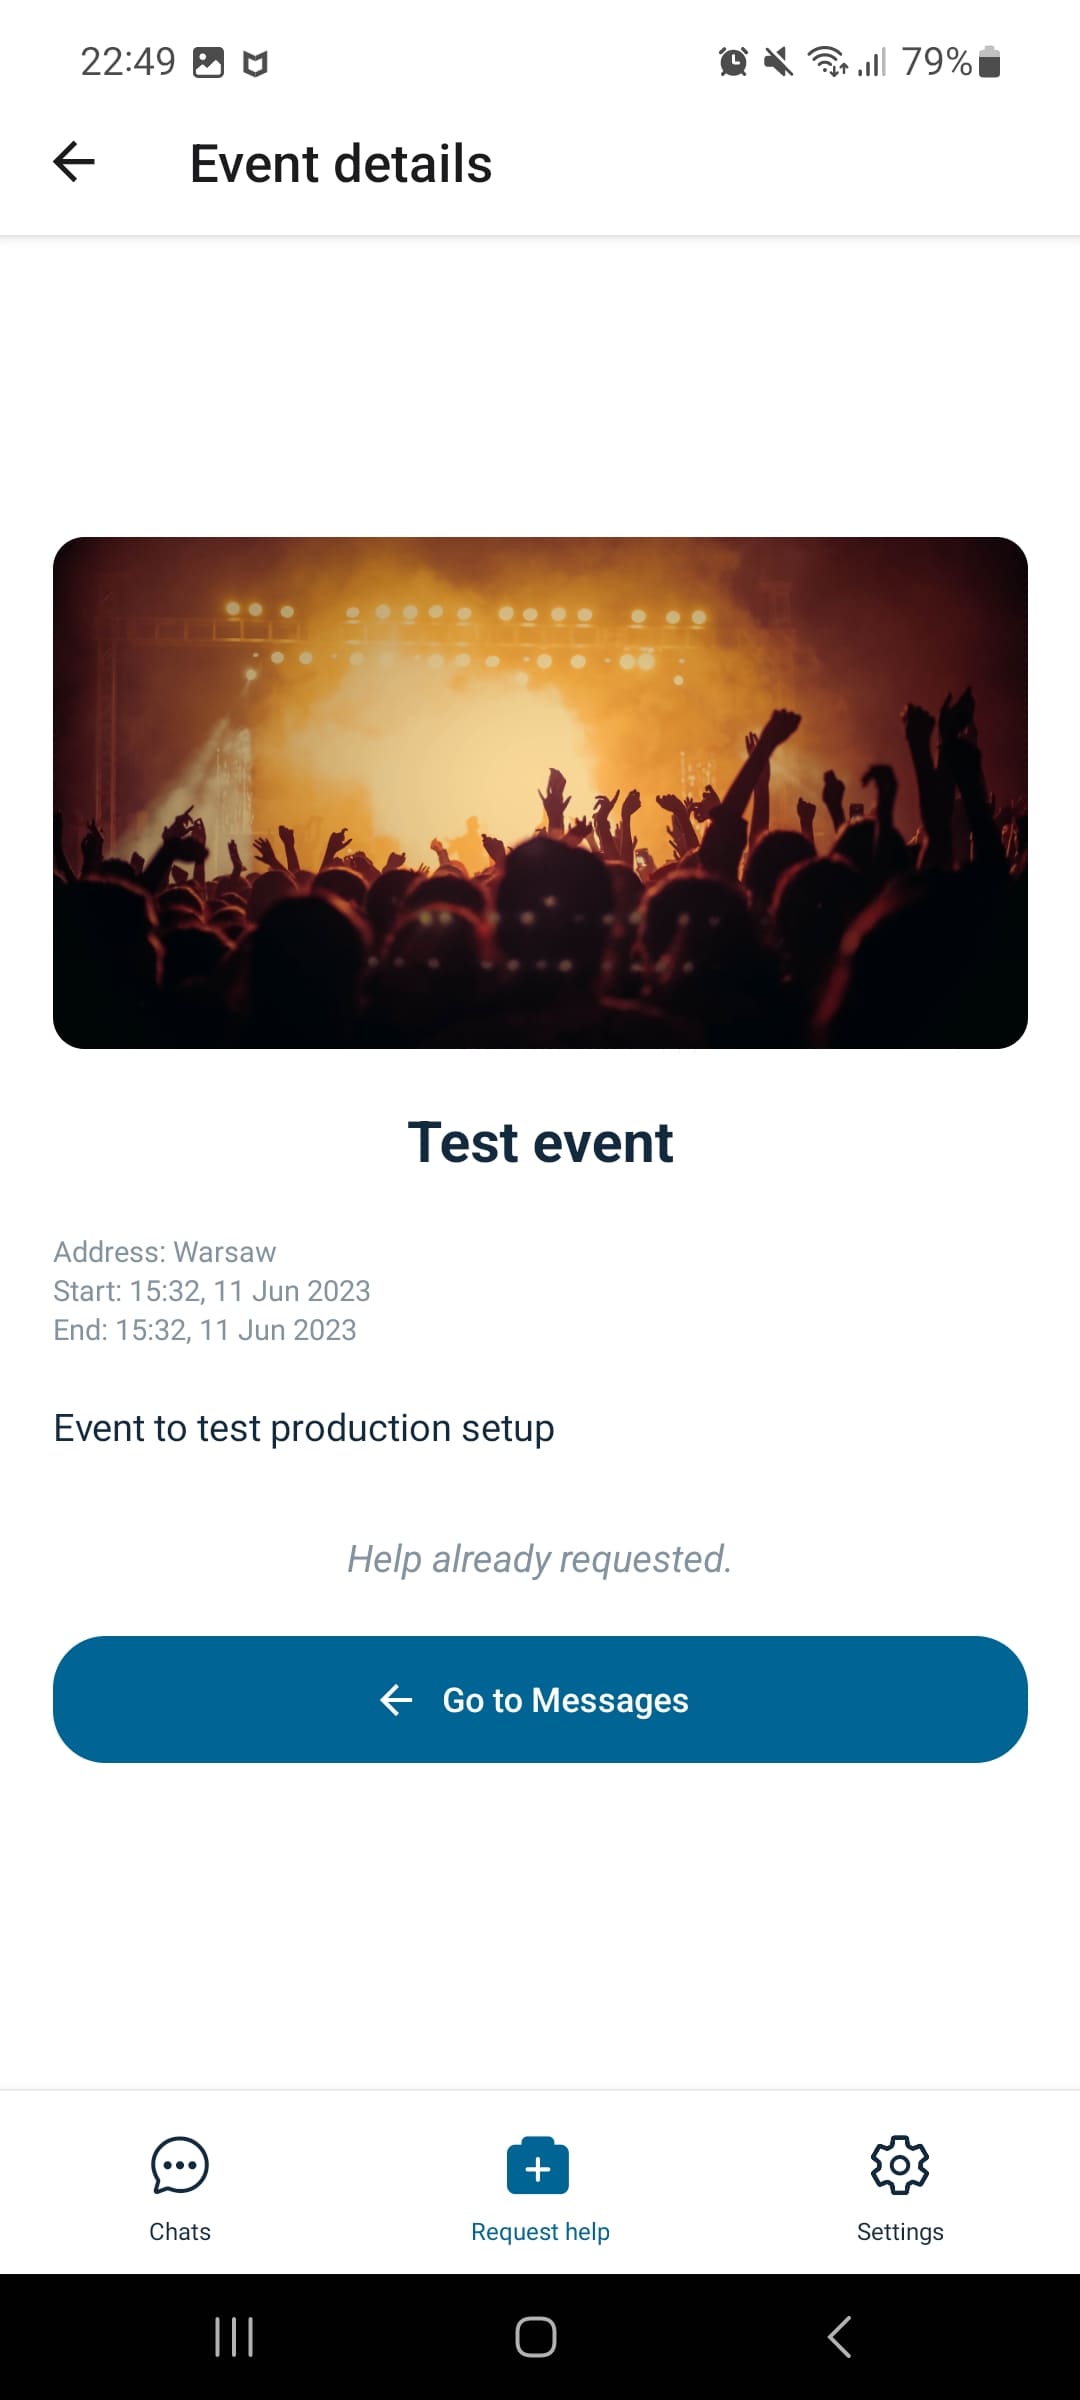 22:49
79%
Event details
Test event
Address: Warsaw
Start: 15:32, 11 Jun 2023
End: 15:32, 11 Jun 2023
Event to test production setup
Help already requested.
Go to Messages
Chats
Request help
Settings